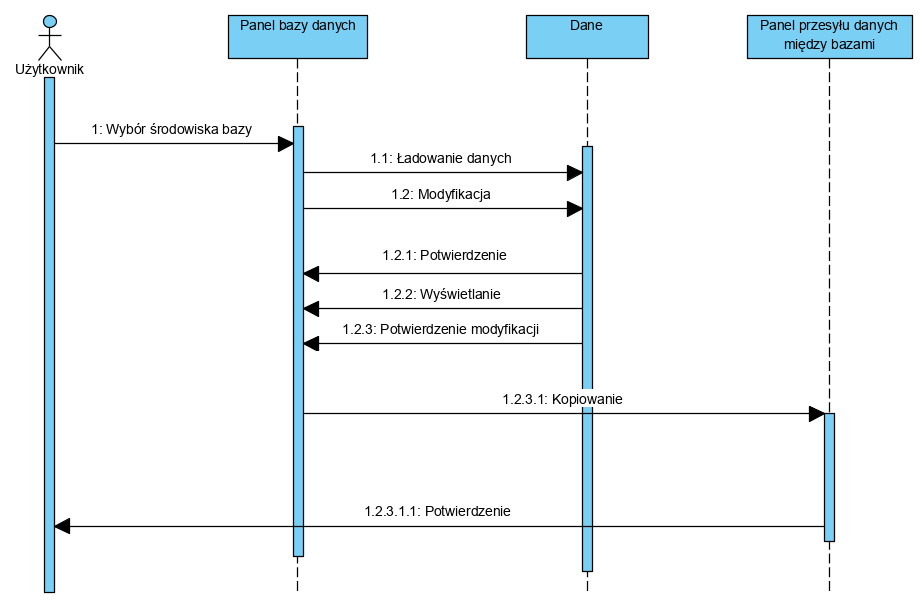 Użytkownik
Panel bazy danych
Dane
Panel przesyłu danych
między bazami
1: Wybór środowiska bazy
1.1: Ładowanie danych
1.2: Modyfikacja
1.2.1: Potwierdzenie
1.2.2: Wyświetlanie
1.2.3: Potwierdzenie modyfikacji
1.2.3.1: Kopiowanie
1.2.3.1.1: Potwierdzenie